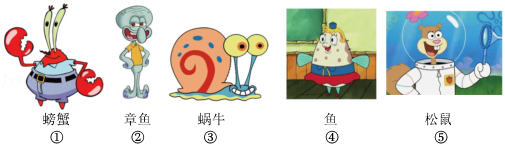 螃蟹 章鱼 蜗牛 鱼 松鼠
① ② ③ ④ ⑤